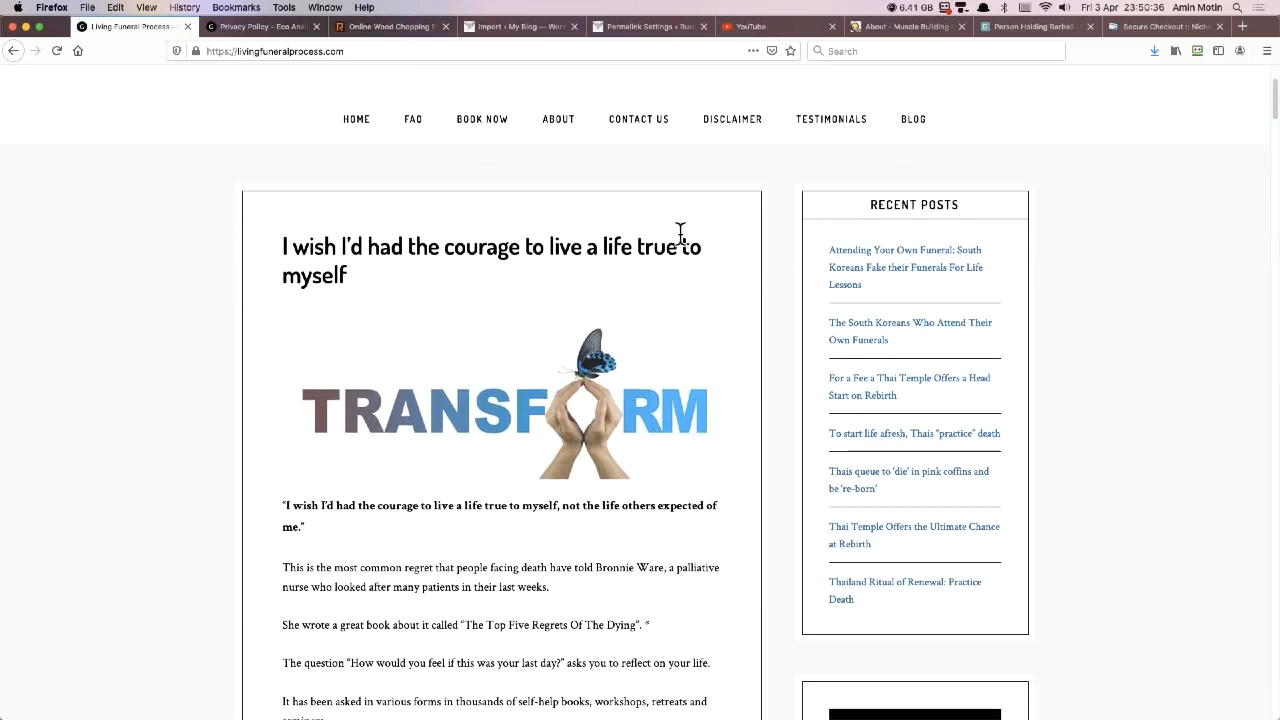 Firefox File Edit View History Bookmarks Tools Window Help
Amin Motin
Living Funeral Process -
Privacy Policy – Eco Anx
Online Wood Chopping B
Import ‹ My Blog — Wor
Permalink Settings ‹ Rus
YouTube
About - Muscle Building
Person Holding Barbell
Secure Checkout :: Niche
https://livingfuneralprocess.com
Search
HOME FAQ BOOK NOW ABOUT CONTACT US DISCLAIMER TESTIMONIALS BLOG
I wish I’d had the courage to live a life true to
myself
TRANSFORM
“I wish I’d had the courage to live a life true to myself, not the life others expected of
me.”
This is the most common regret that people facing death have told Bronnie Ware, a palliative
nurse who looked after many patients in their last weeks.
She wrote a great book about it called “The Top Five Regrets Of The Dying”. *
The question “How would you feel if this was your last day?” asks you to reflect on your life.
It has been asked in various forms in thousands of self-help books, workshops, retreats and
RECENT POSTS
Attending Your Own Funeral: South
Koreans Fake their Funerals For Life
Lessons
The South Koreans Who Attend Their
Own Funerals
For a Fee a Thai Temple Offers a Head
Start on Rebirth
To start life afresh, Thais “practice” death
Thais queue to ‘die’ in pink coffins and
be ‘re-born’
Thai Temple Offers the Ultimate Chance
at Rebirth
Thailand Ritual of Renewal: Practice
Death